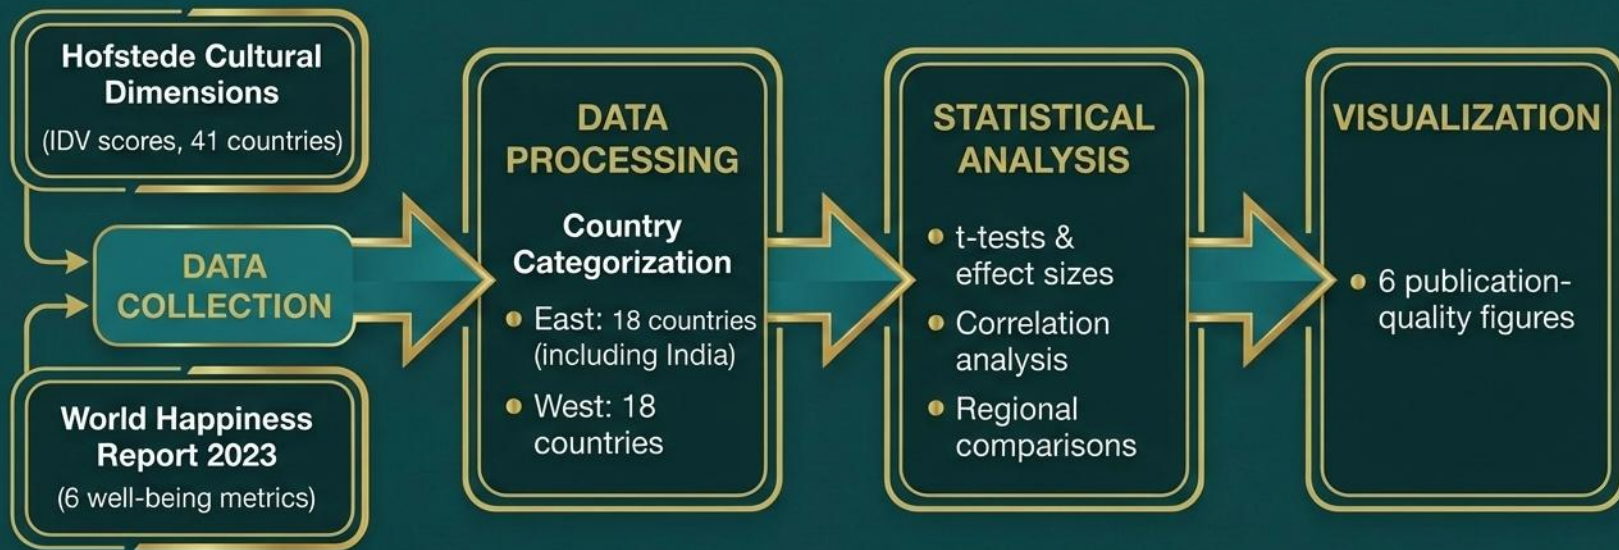 Hofstede Cultural
Dimensions
(IDV scores, 41 countries)
DATA
COLLECTION
World Happiness
Report 2023
(6 well-being metrics)
DATA
PROCESSING
Country
Categorization
• East: 18 countries
(including India)
• West: 18
countries
STATISTICAL
ANALYSIS
• t-tests &
effect sizes
• Correlation
analysis
• Regional
comparisons
VISUALIZATION
• 6 publication-
quality figures